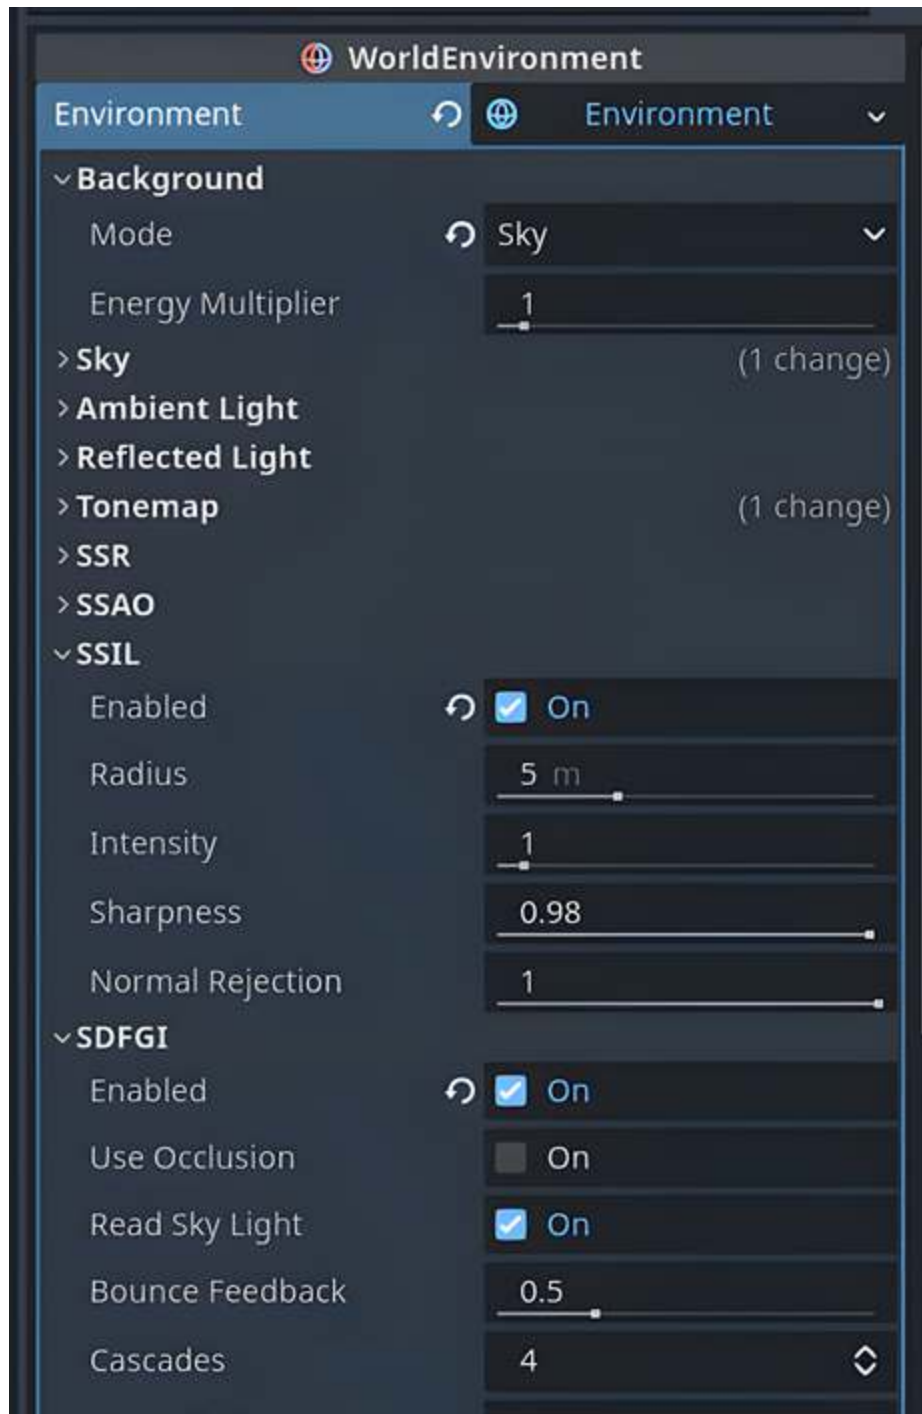 WorldEnvironment
Environment Environment
Background
Mode Sky
Energy Multiplier 1
Sky (1 change)
Ambient Light
Reflected Light
Tonemap (1 change)
SSR
SSAO
SSIL
Enabled On
Radius 5 m
Intensity 1
Sharpness 0.98
Normal Rejection 1
SDFGI
Enabled On
Use Occlusion On
Read Sky Light On
Bounce Feedback 0.5
Cascades 4